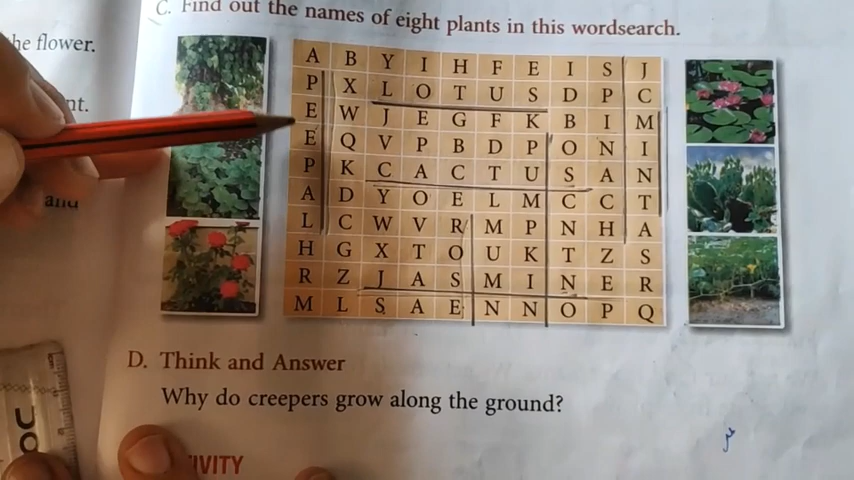 C. Find out the names of eight plants in this wordsearch.
he flower.
nt.
and
A B Y I H F E I S J
P X L O T U S D P C
E W J E G F K B I M
E Q V P B D P O N I
P K C A C T U S A N
A D Y O E L M C C T
L C W V R M P N H A
H G X T O U K T Z S
R Z J A S M I N E R
M L S A E N N O P Q
D. Think and Answer
Why do creepers grow along the ground?
IVITY